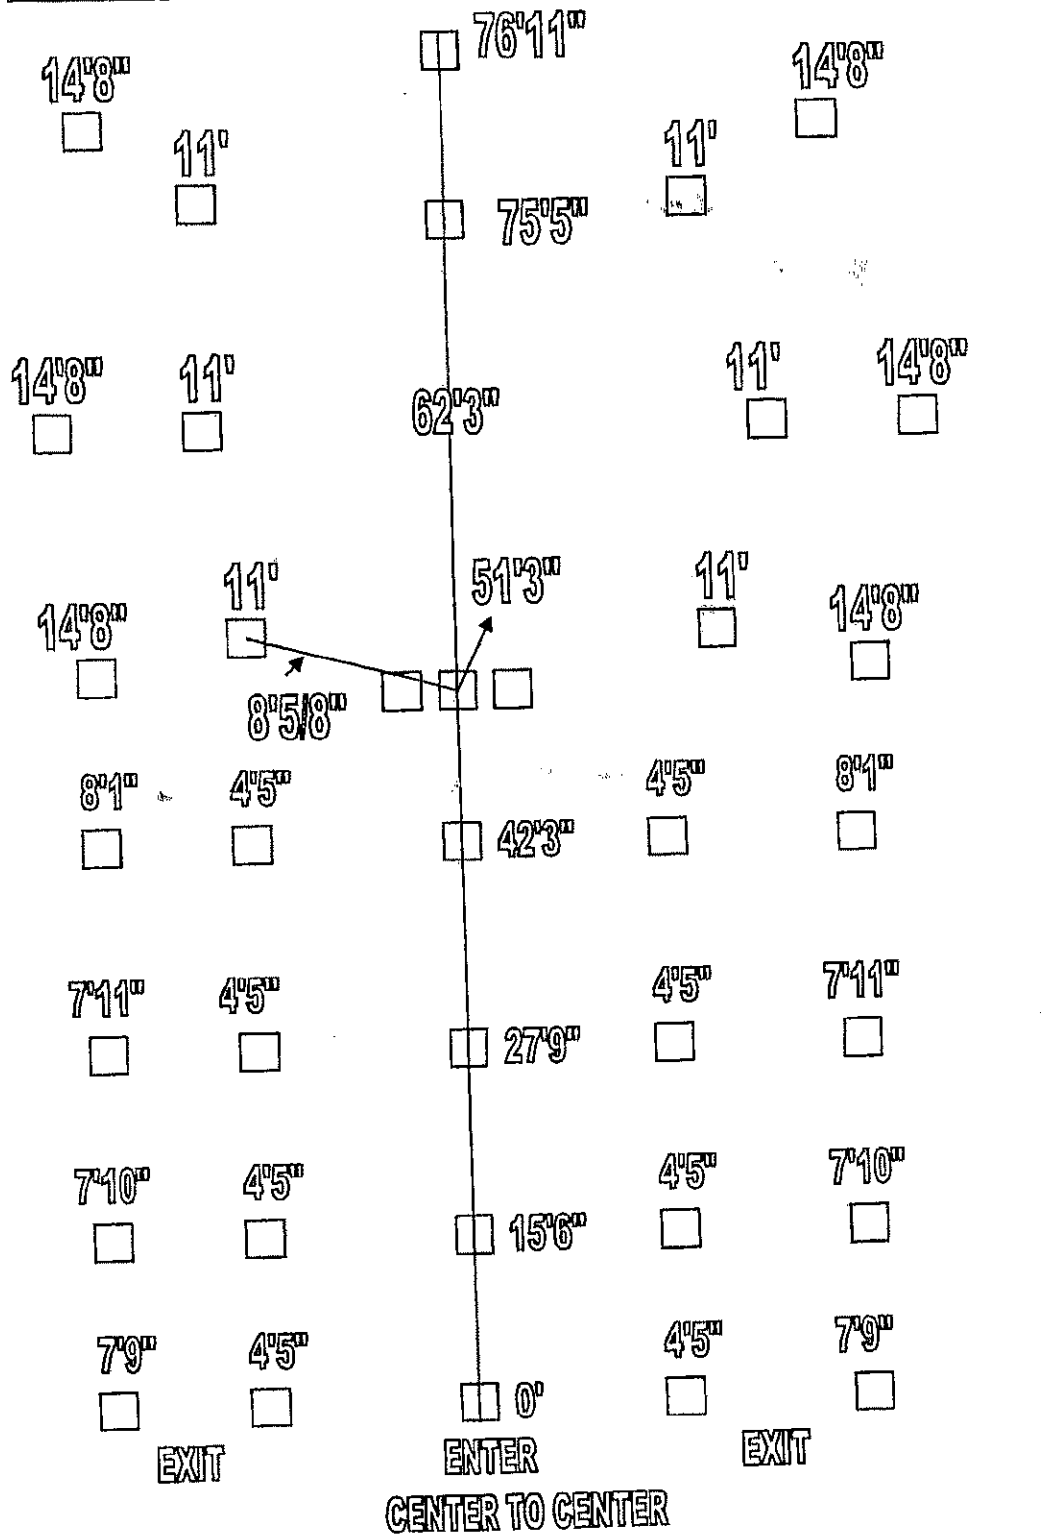 76'11"
14'8" 14'8"
11' 11'
75'5"
14'8" 11' 11' 14'8"
62'3"
11' 51'3" 11'
14'8" 14'8"
8'5/8"
8'1" 4'5" 4'5" 8'1"
42'3"
7'11" 4'5" 4'5" 7'11"
27'9"
7'10" 4'5" 4'5" 7'10"
15'6"
7'9" 4'5" 4'5" 7'9"
0'
EXIT ENTER EXIT
CENTER TO CENTER